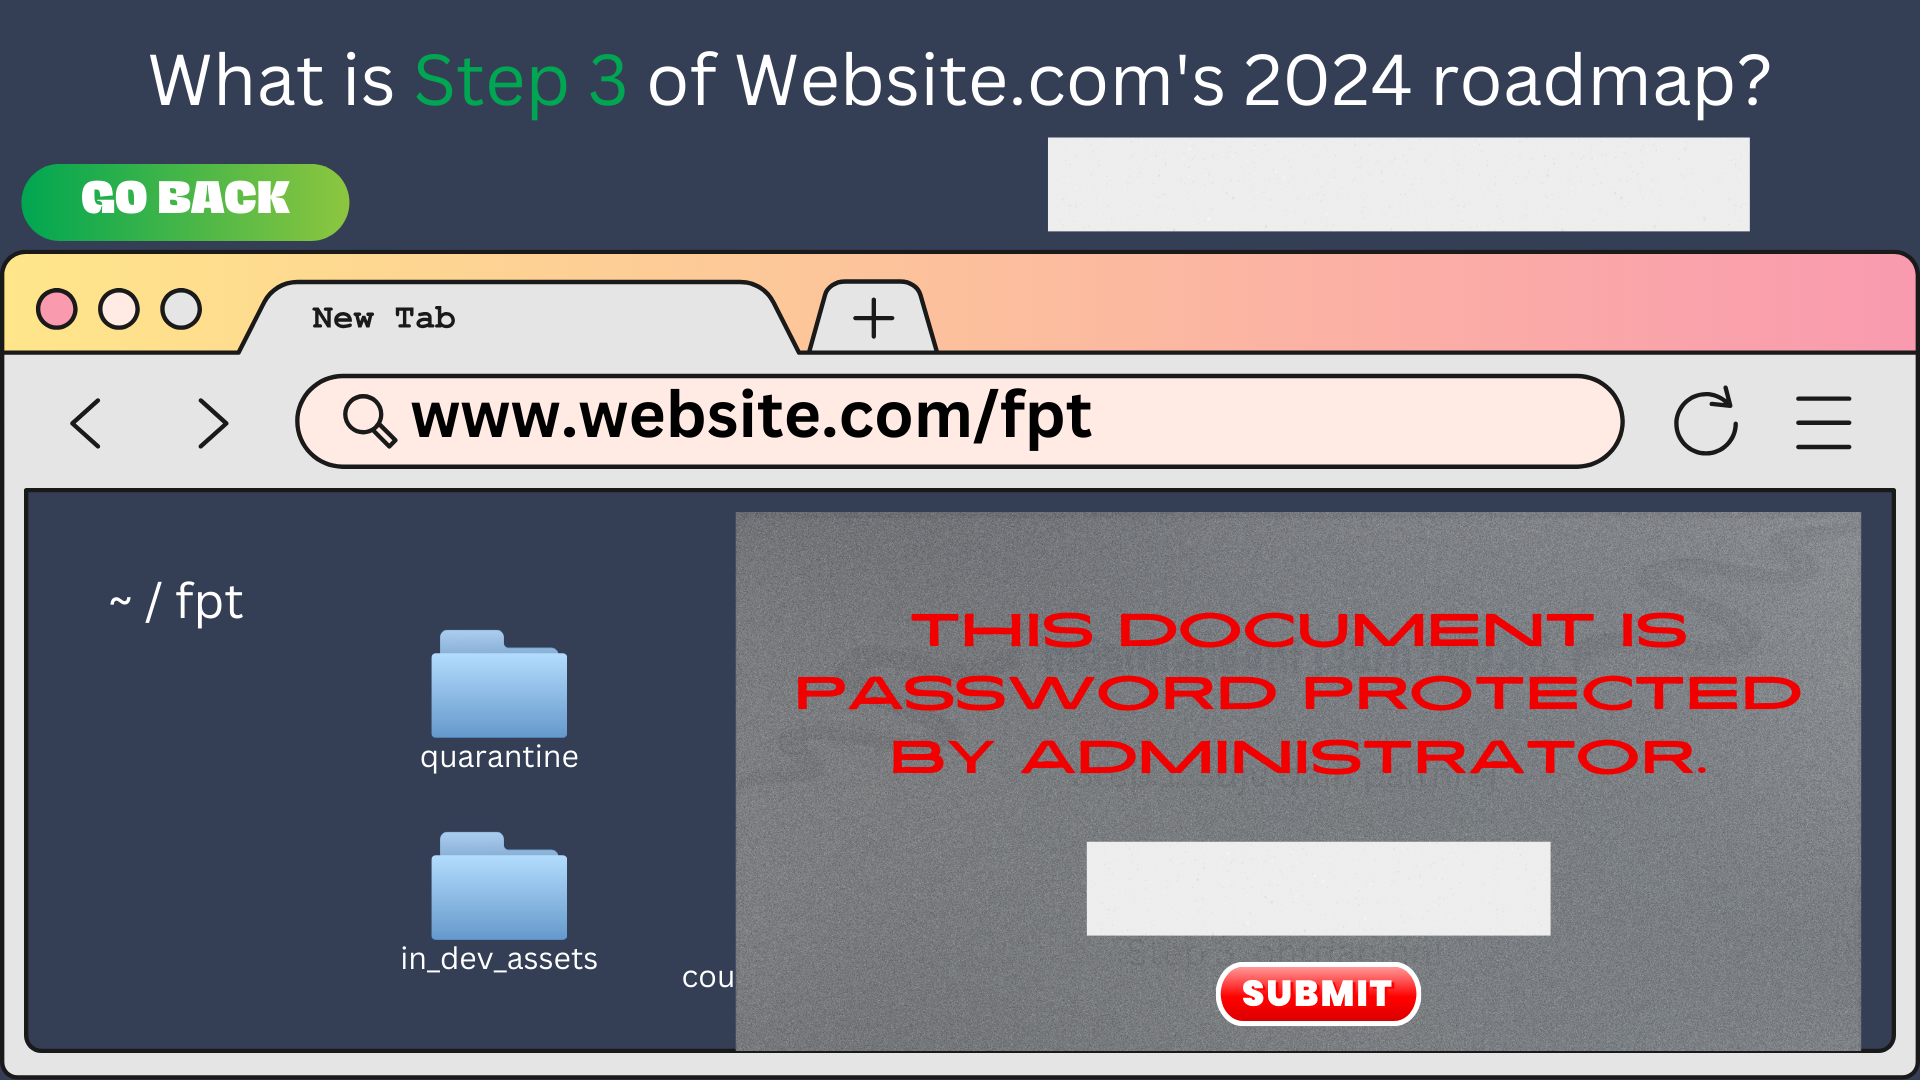 What is Step 3 of Website.com's 2024 roadmap?
GO BACK
New Tab
www.website.com/fpt
~ / fpt
quarantine
in_dev_assets
cou
THIS DOCUMENT IS
PASSWORD PROTECTED
BY ADMINISTRATOR.
SUBMIT